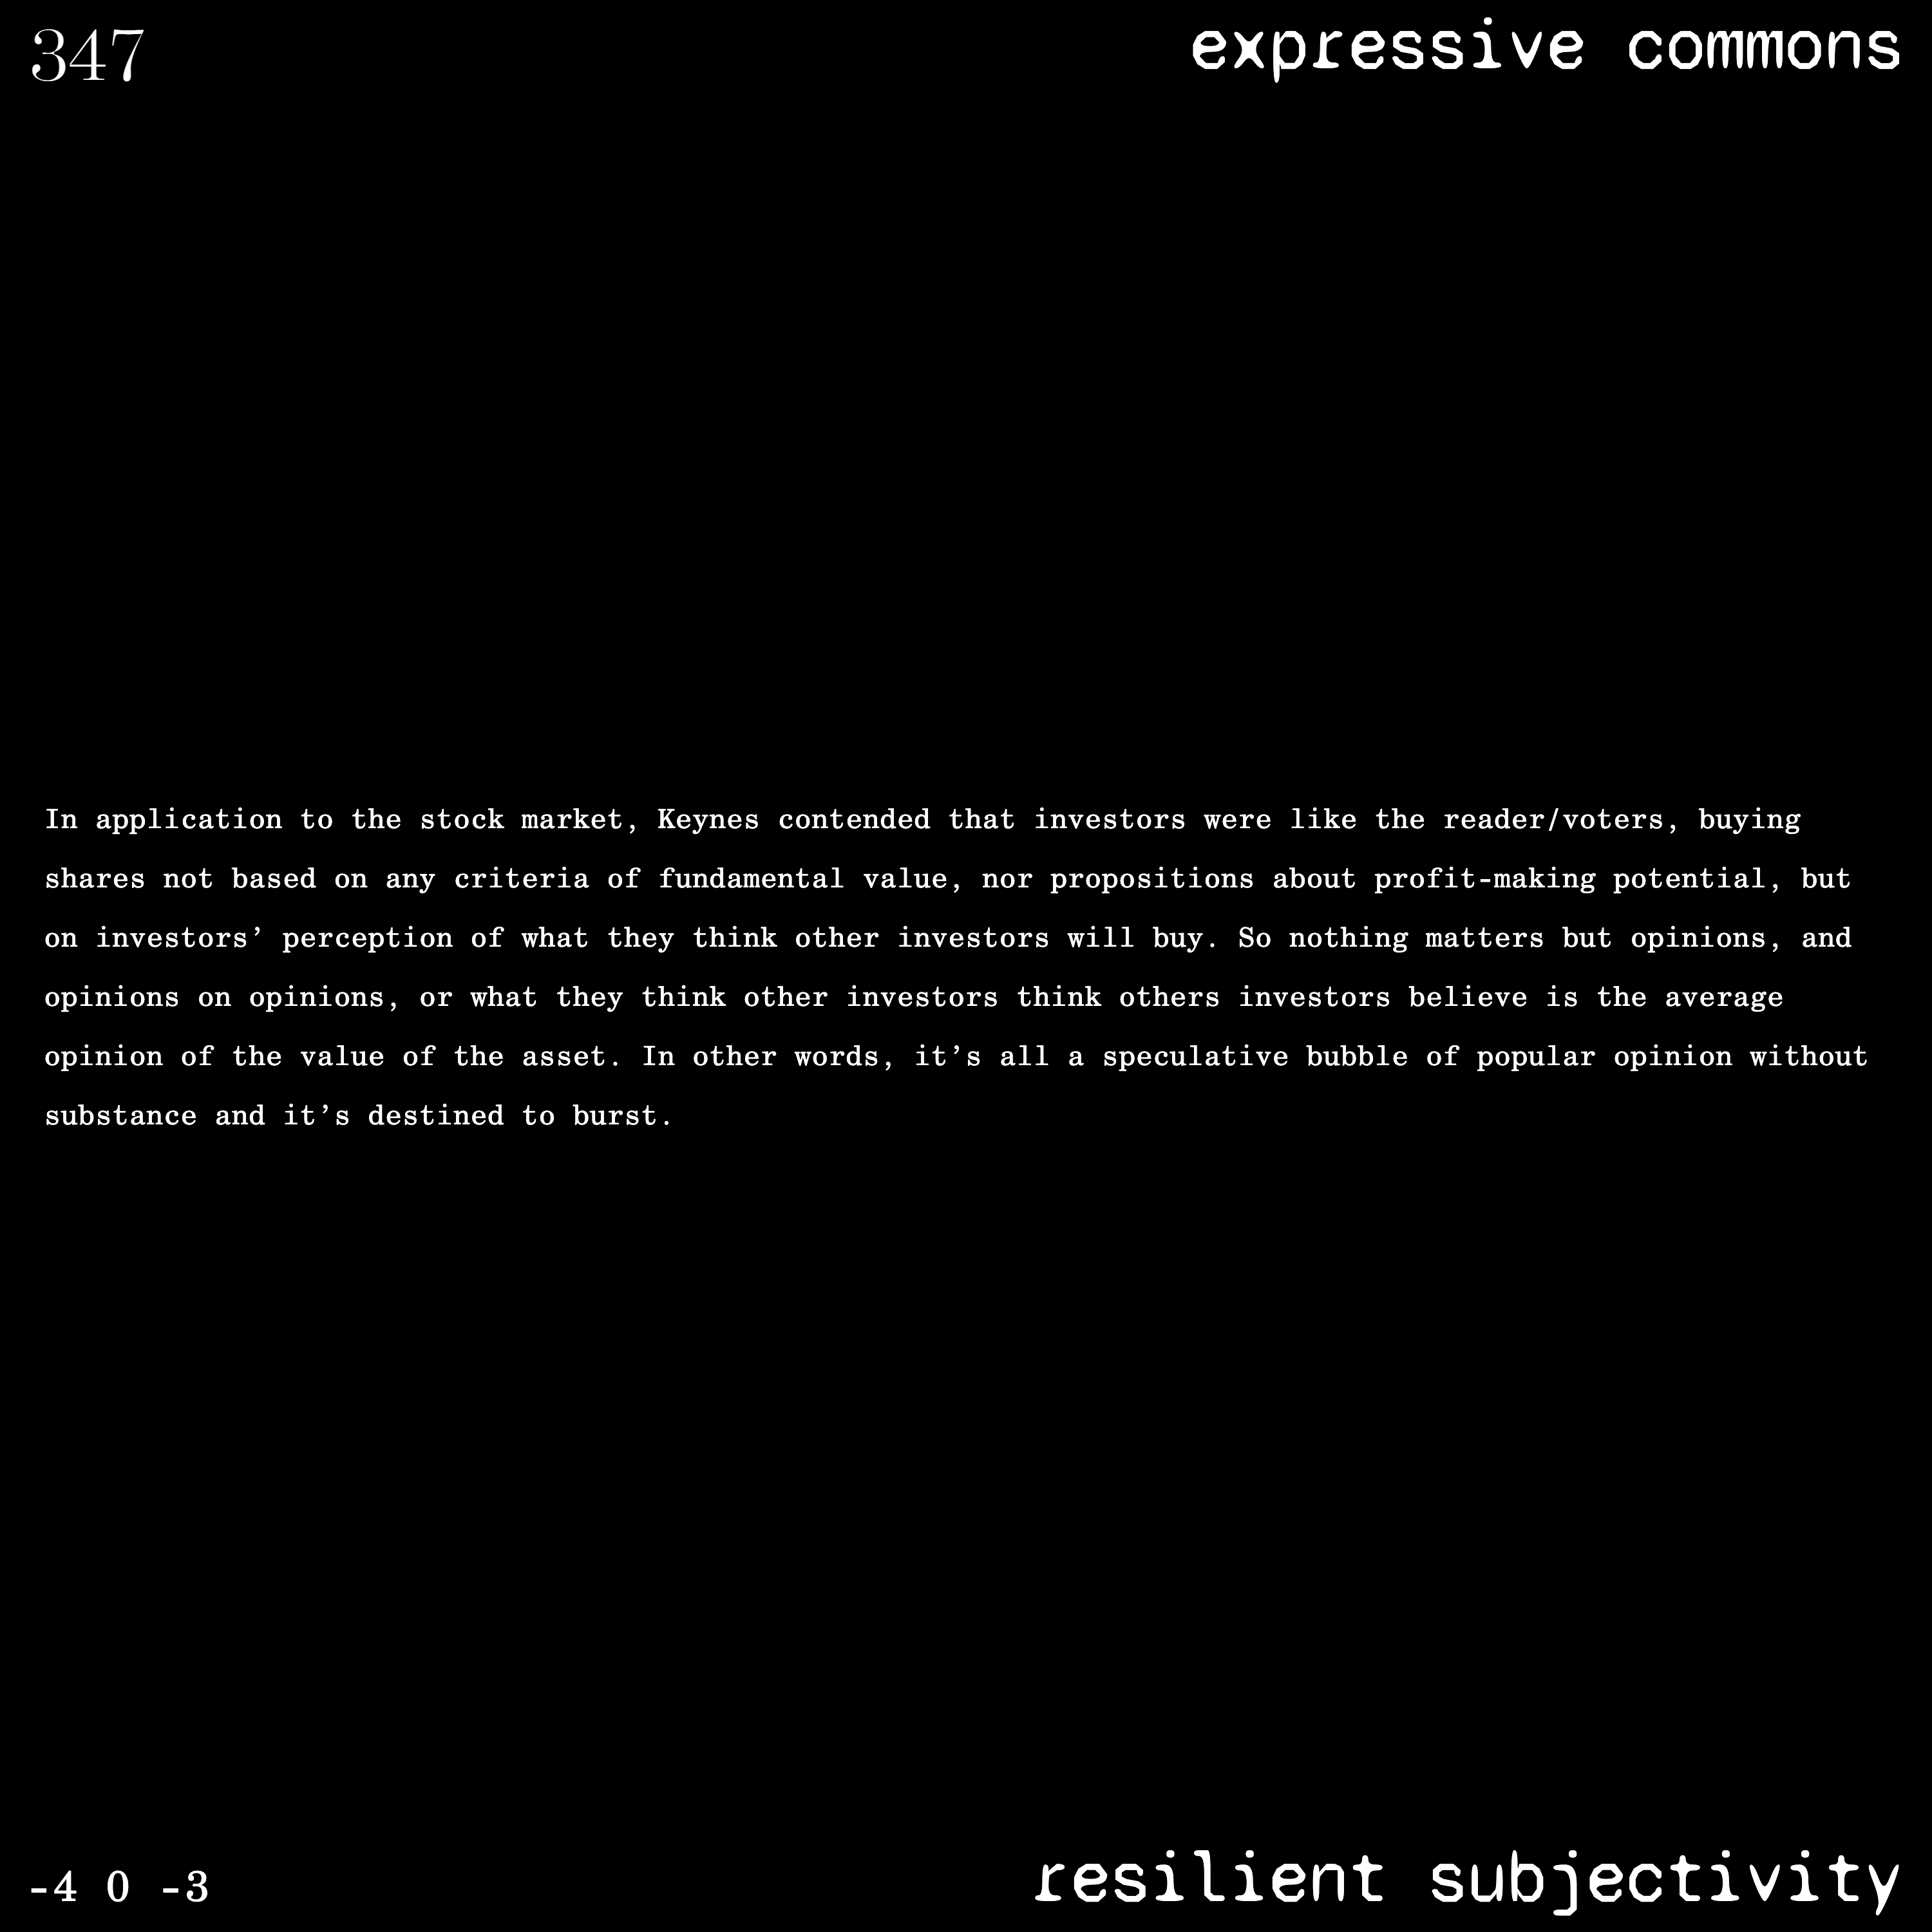 347
expressive commons
In application to the stock market, Keynes contended that investors were like the reader/voters, buying
shares not based on any criteria of fundamental value, nor propositions about profit-making potential, but
on investors’ perception of what they think other investors will buy. So nothing matters but opinions, and
opinions on opinions, or what they think other investors think others investors believe is the average
opinion of the value of the asset. In other words, it’s all a speculative bubble of popular opinion without
substance and it’s destined to burst.
-4 0 -3
resilient subjectivity